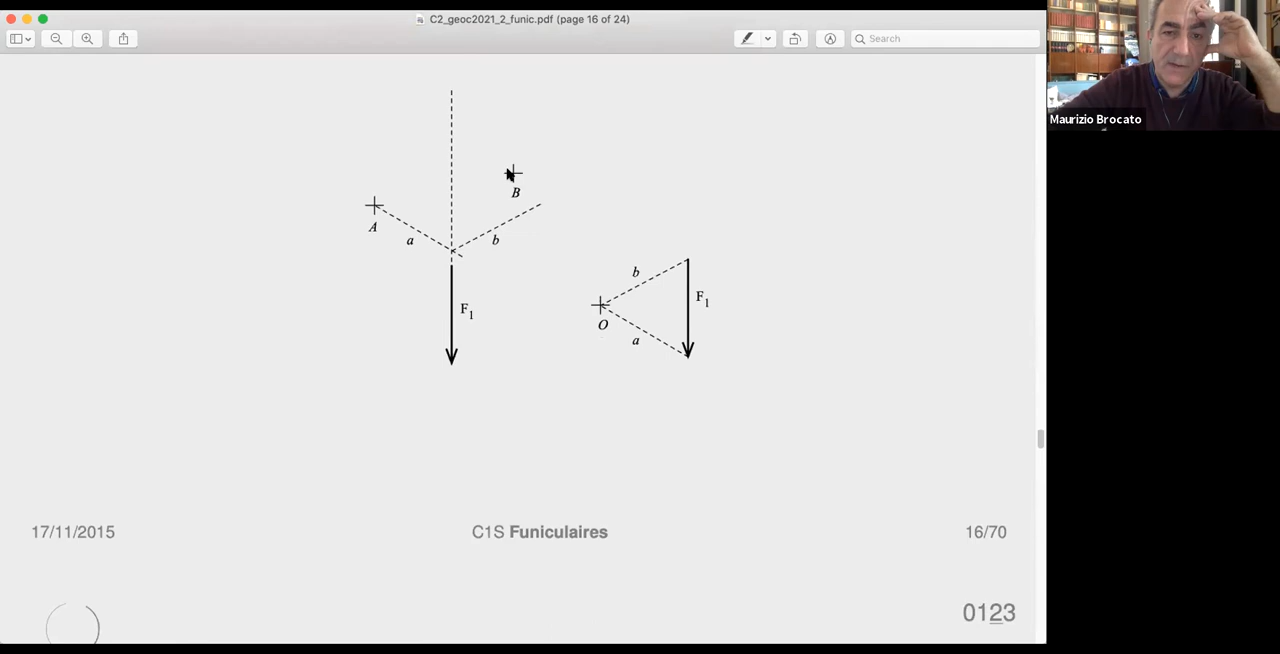 C2_geoc2021_2_funic.pdf (page 16 of 24)
Search
Maurizio Brocato
B
A
a
b
F1
b
F1
O
a
17/11/2015
C1S Funiculaires
16/70
0123